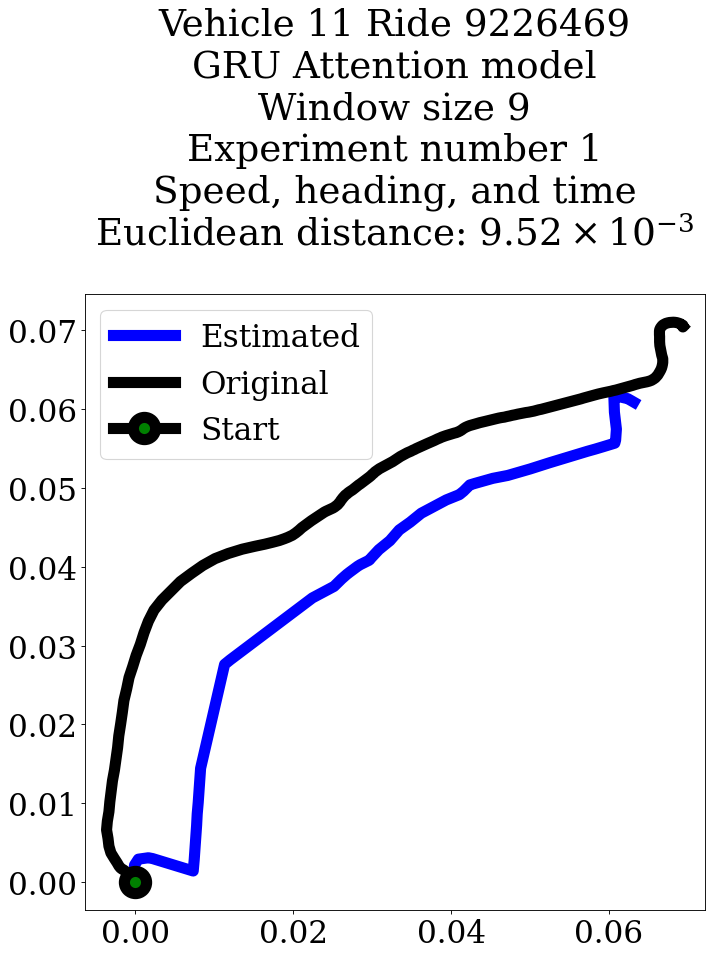 Vehicle 11 Ride 9226469
GRU Attention model
Window size 9
Experiment number 1
Speed, heading, and time
Euclidean distance: 9.52 × 10⁻³
Estimated
Original
Start
0.07
0.06
0.05
0.04
0.03
0.02
0.01
0.00
0.00 0.02 0.04 0.06